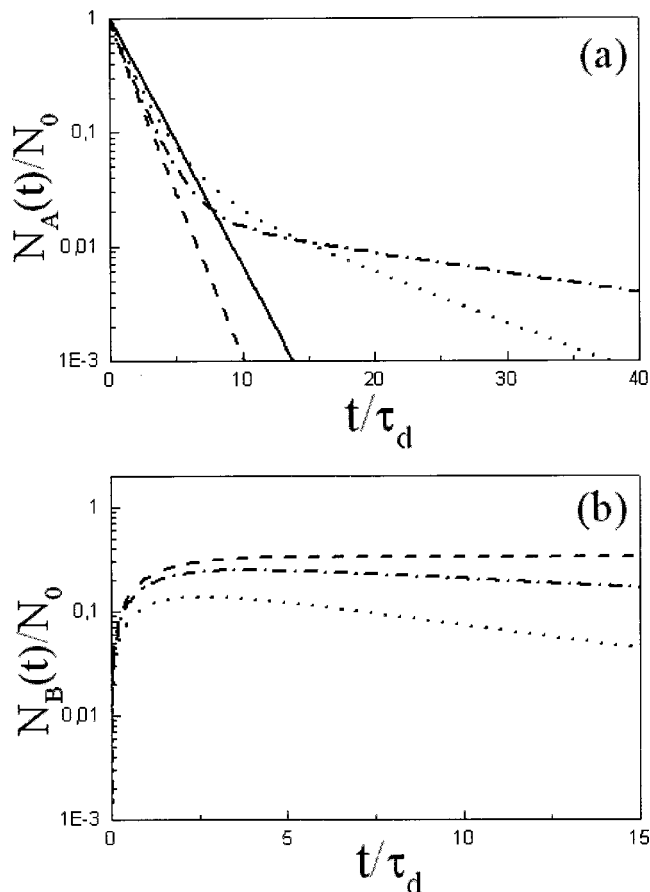 (a)
N_A(t)/N_0
1
0,1
0,01
1E-3
0 10 20 30 40
t/τ_d
(b)
N_B(t)/N_0
1
0,1
0,01
1E-3
0 5 10 15
t/τ_d